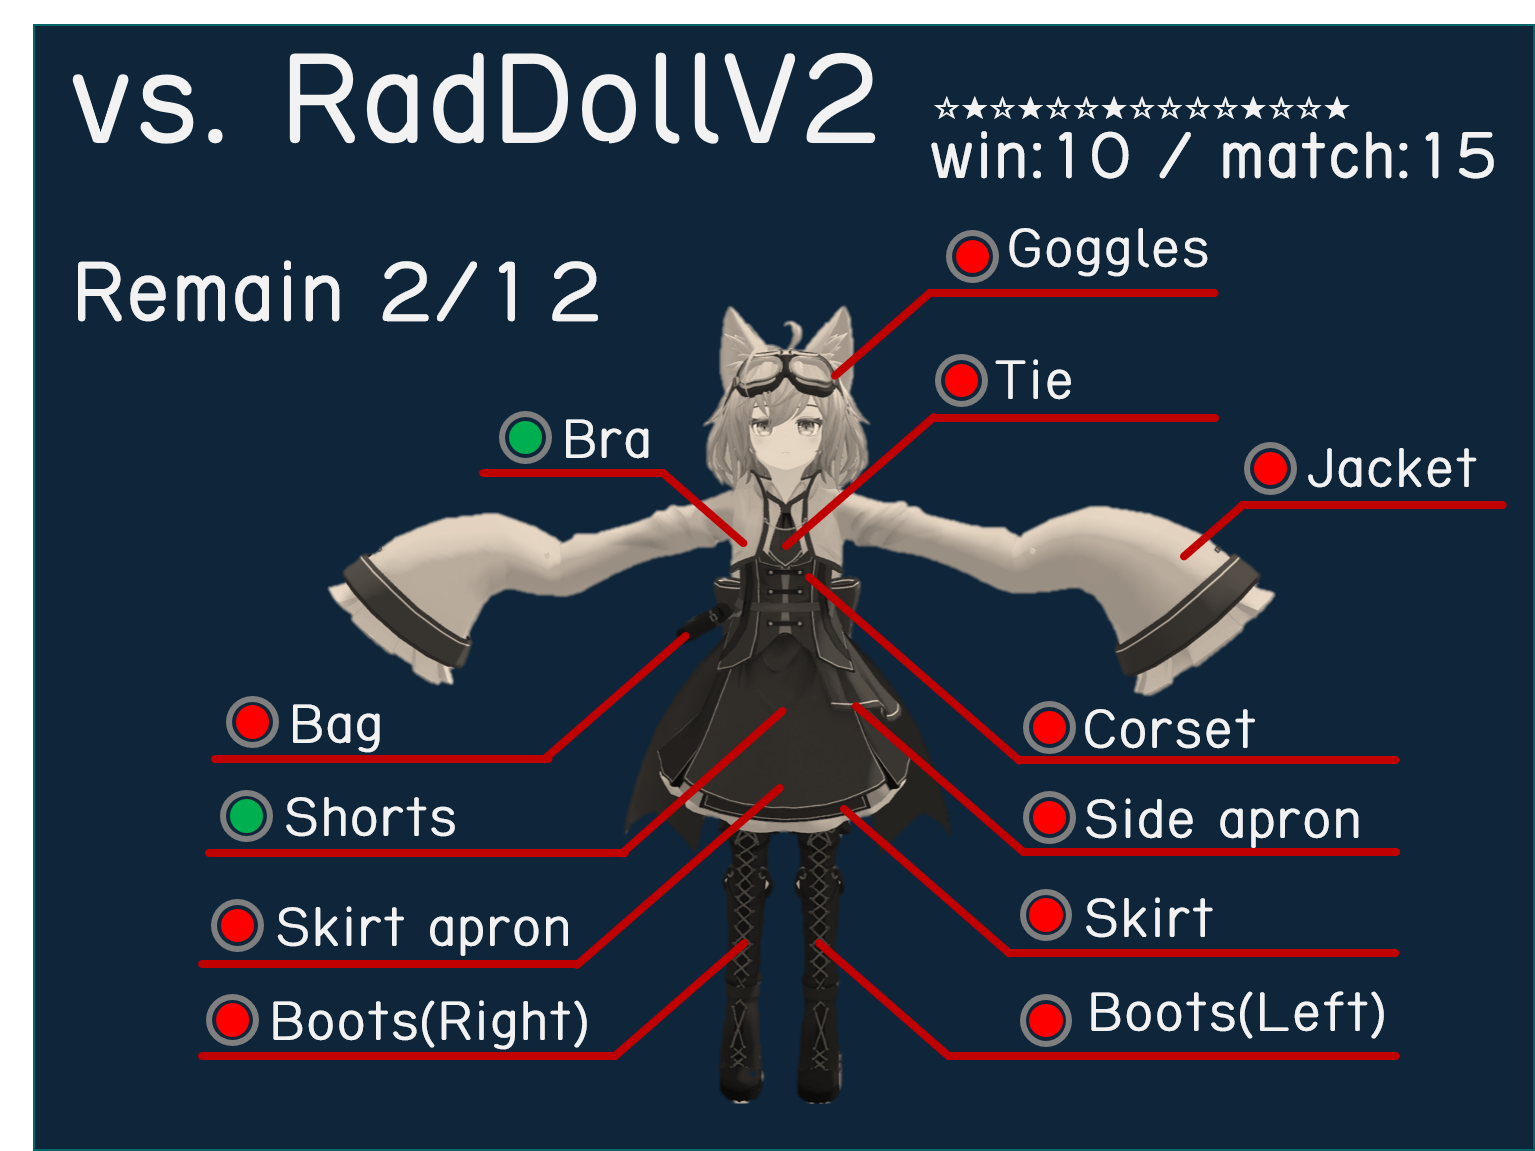 vs. RadDollV2
☆★☆★☆☆★☆☆☆☆★☆☆★
win:10 / match:15
Remain 2/12
Goggles
Tie
Bra
Jacket
Bag
Corset
Shorts
Side apron
Skirt apron
Skirt
Boots(Right)
Boots(Left)